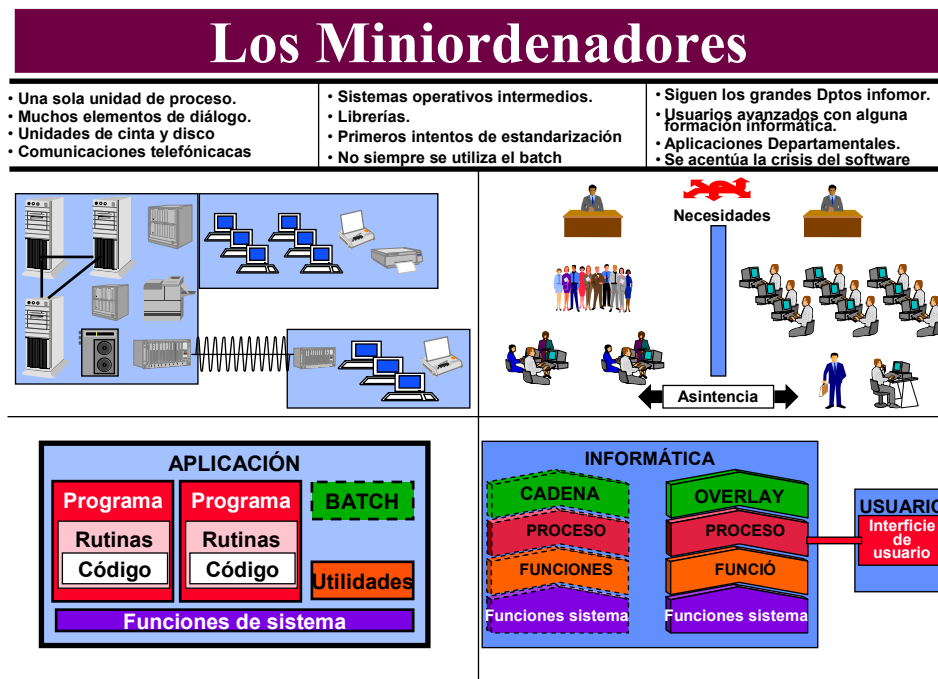 Los Miniordenadores
• Una sola unidad de proceso.
• Muchos elementos de diálogo.
• Unidades de cinta y disco
• Comunicaciones telefónicacas
• Sistemas operativos intermedios.
• Librerías.
• Primeros intentos de estandarización
• No siempre se utiliza el batch
• Siguen los grandes Dptos infomor.
• Usuarios avanzados con alguna
formación informática.
• Aplicaciones Departamentales.
• Se acentúa la crisis del software
Necesidades
Asintencia
APLICACIÓN
Programa
Rutinas
Código
Programa
Rutinas
Código
BATCH
Utilidades
Funciones de sistema
INFORMÁTICA
CADENA
PROCESO
FUNCIONES
Funciones sistema
OVERLAY
PROCESO
FUNCIÓ
Funciones sistema
USUARIO
Interficie
de
usuario